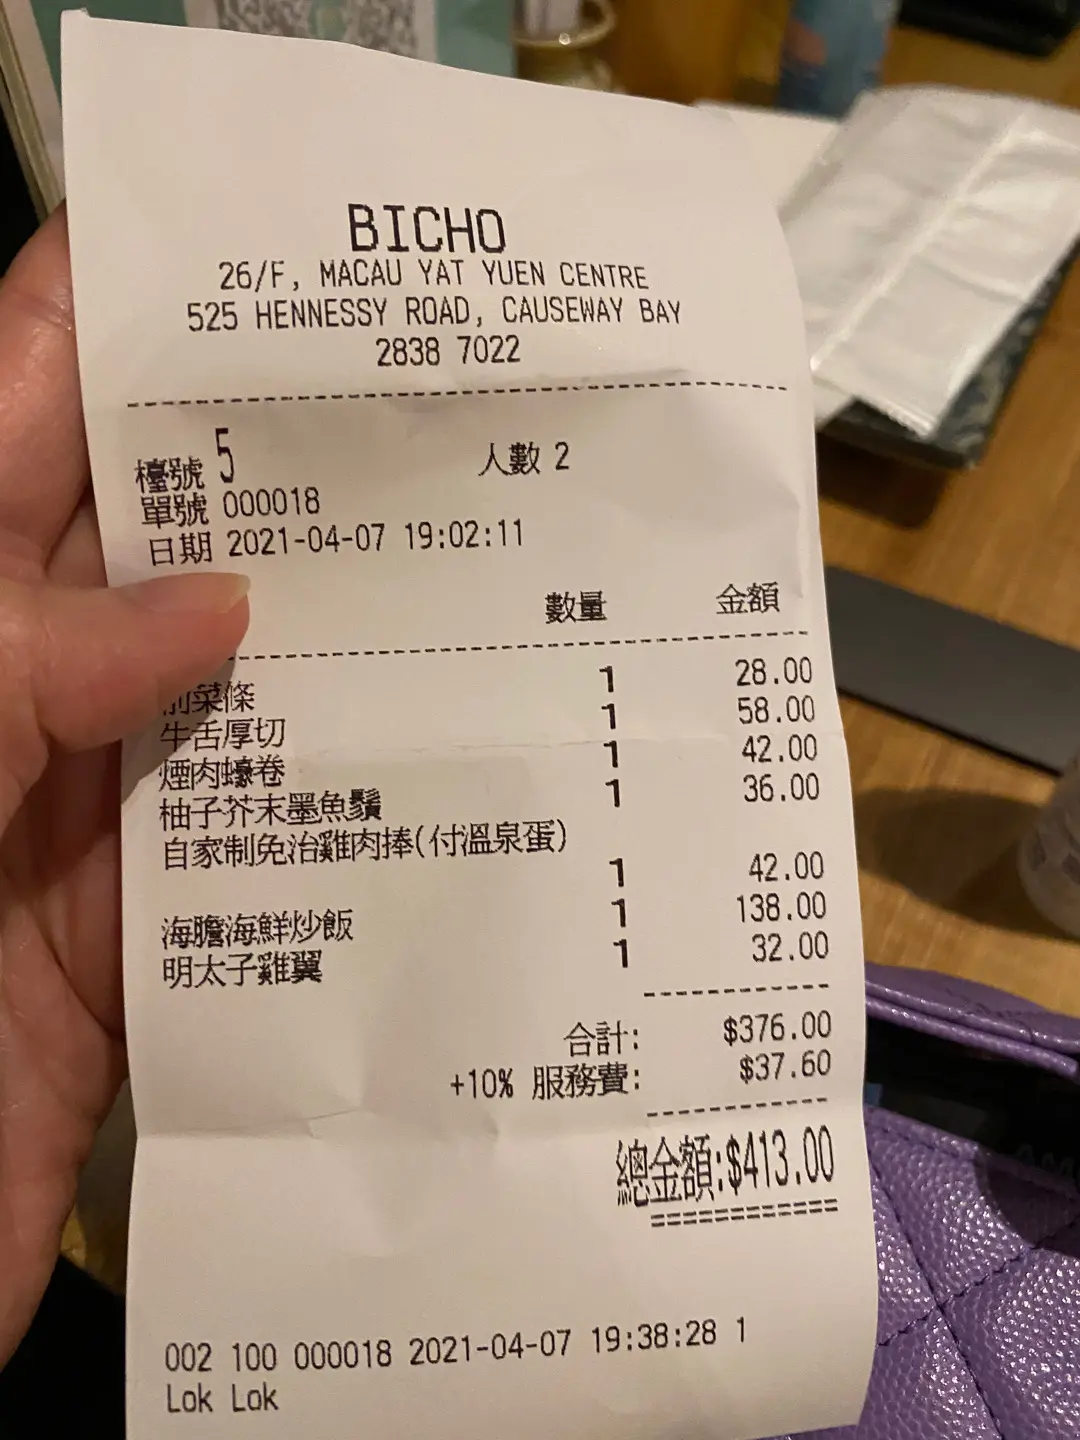 BICHO
26/F, MACAU YAT YUEN CENTRE
525 HENNESSY ROAD, CAUSEWAY BAY
2838 7022
檯號 5 人數 2
單號 000018
日期 2021-04-07 19:02:11
數量 金額
前菜條 1 28.00
牛舌厚切 1 58.00
煙肉蠔卷 1 42.00
柚子芥末墨魚鬚 1 36.00
自家制免治雞肉捧(付溫泉蛋)
1 42.00
海膽海鮮炒飯 1 138.00
明太子雞翼 1 32.00
合計: $376.00
+10% 服務費: $37.60
總金額:$413.00
002 100 000018 2021-04-07 19:38:28 1
Lok Lok